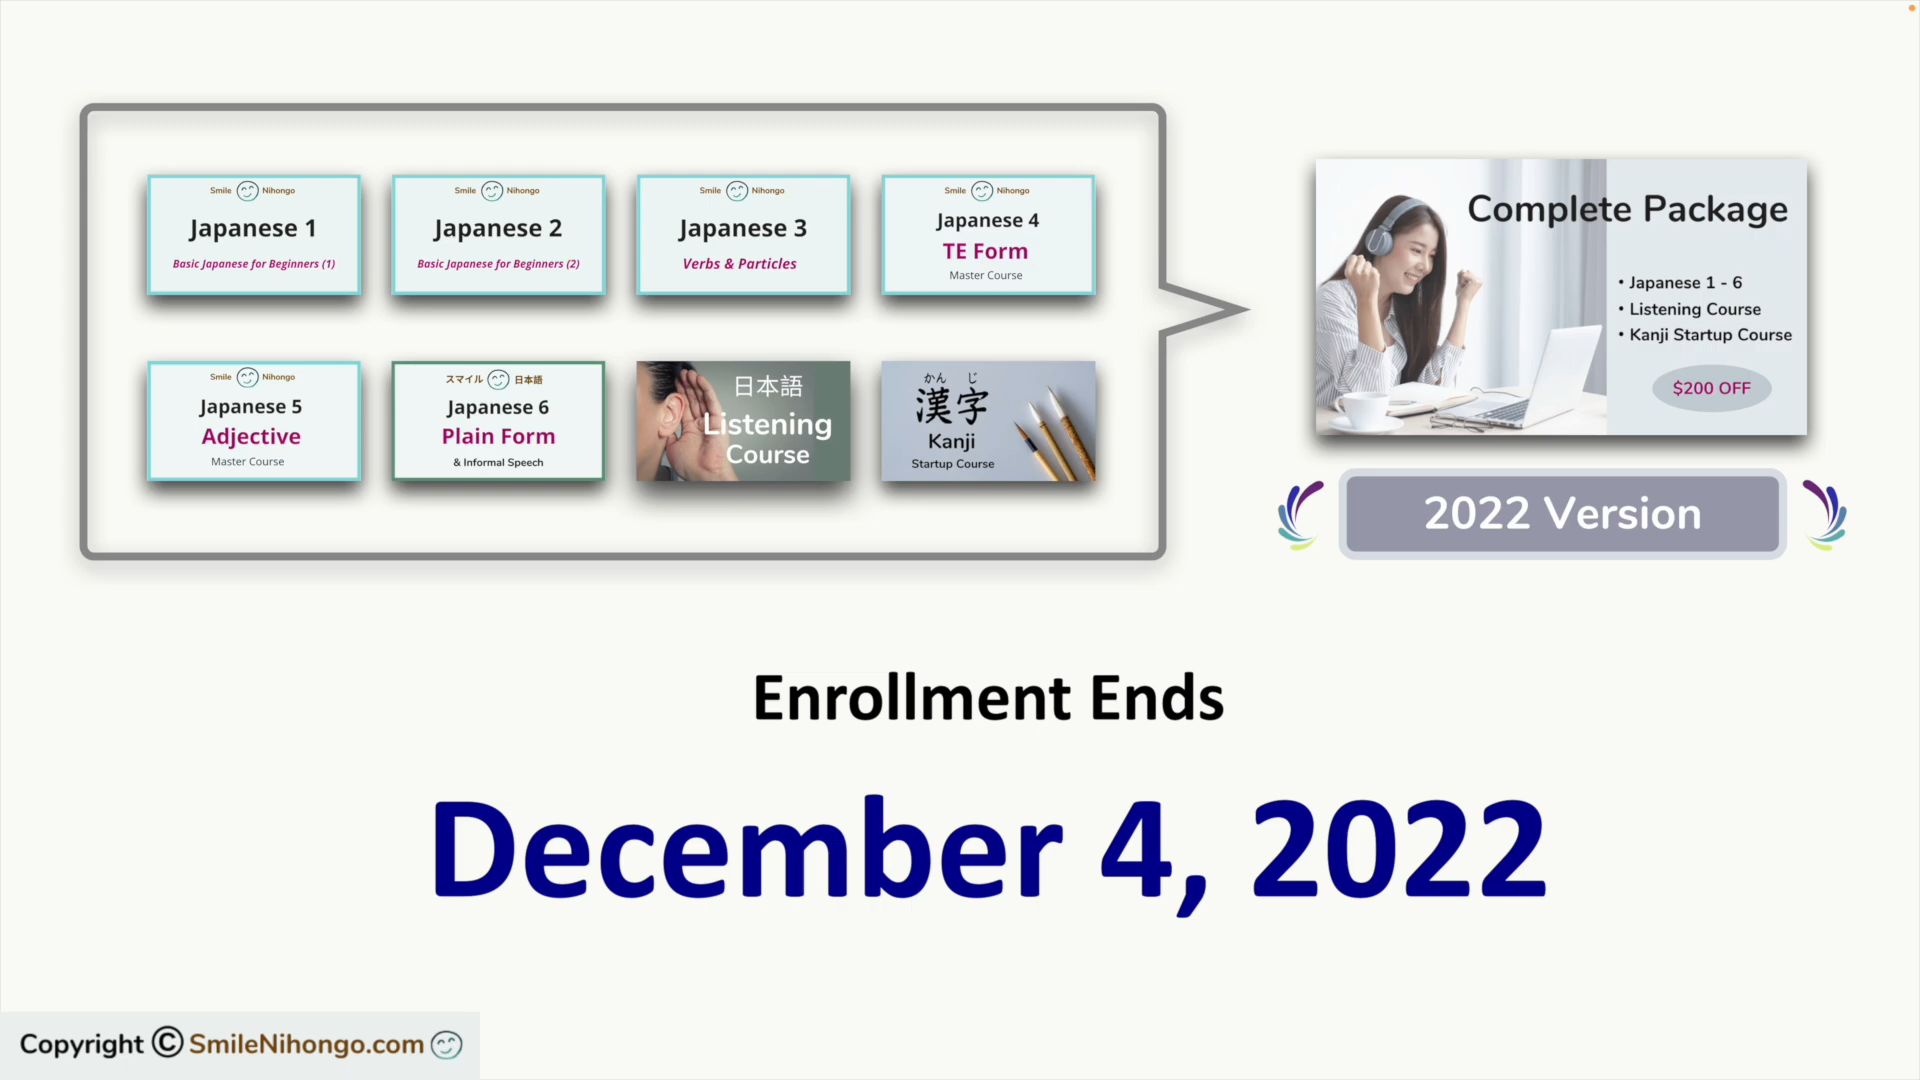 Smile Nihongo
Japanese 1
Basic Japanese for Beginners (1)
Smile Nihongo
Japanese 2
Basic Japanese for Beginners (2)
Smile Nihongo
Japanese 3
Verbs & Particles
Smile Nihongo
Japanese 4
TE Form
Master Course
Smile Nihongo
Japanese 5
Adjective
Master Course
スマイル 日本語
Japanese 6
Plain Form
& Informal Speech
日本語
Listening
Course
かん じ
漢字
Kanji
Startup Course
Complete Package
• Japanese 1 - 6
• Listening Course
• Kanji Startup Course
$200 OFF
2022 Version
Enrollment Ends
December 4, 2022
Copyright © SmileNihongo.com